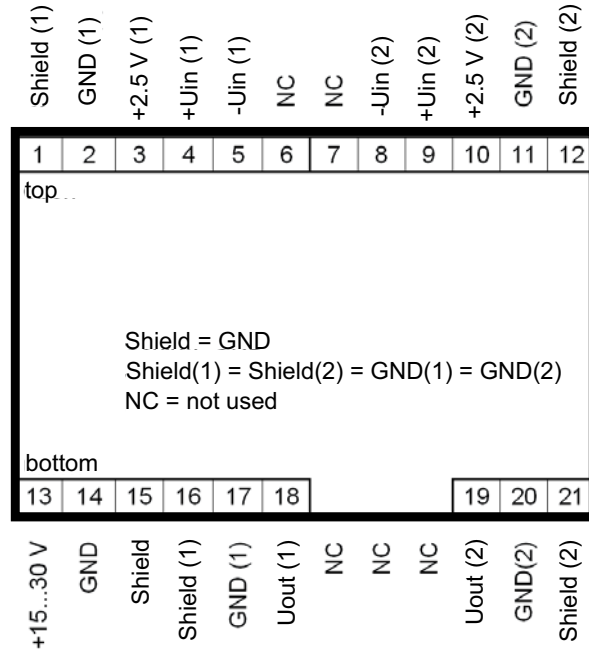 Shield (1)
GND (1)
+2.5 V (1)
+Uin (1)
-Uin (1)
NC
NC
-Uin (2)
+Uin (2)
+2.5 V (2)
GND (2)
Shield (2)
1 2 3 4 5 6 7 8 9 10 11 12
top
Shield = GND
Shield(1) = Shield(2) = GND(1) = GND(2)
NC = not used
bottom
13 14 15 16 17 18 19 20 21
+15...30 V
GND
Shield
Shield (1)
GND (1)
Uout (1)
NC
NC
NC
Uout (2)
GND(2)
Shield (2)